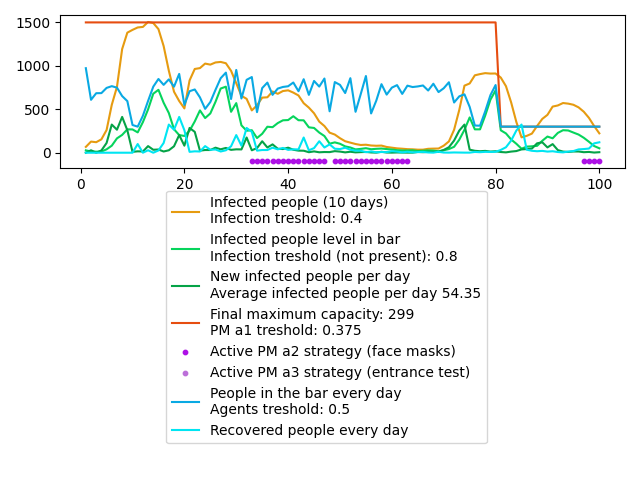 1500
1000
500
0
0 20 40 60 80 100
Infected people (10 days)
Infection treshold: 0.4
Infected people level in bar
Infection treshold (not present): 0.8
New infected people per day
Average infected people per day 54.35
Final maximum capacity: 299
PM a1 treshold: 0.375
Active PM a2 strategy (face masks)
Active PM a3 strategy (entrance test)
People in the bar every day
Agents treshold: 0.5
Recovered people every day